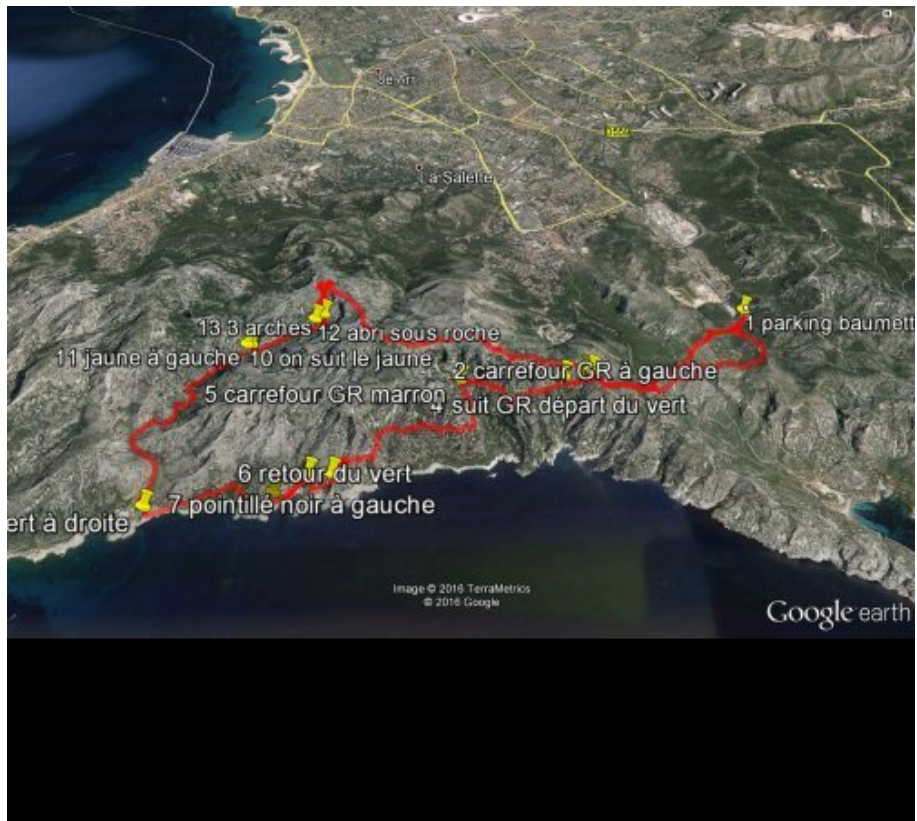 La Salette
1 parking baumett
13 3 arches
12 abri sous roche
11 jaune à gauche
10 on suit le jaune
2 carrefour GR à gauche
5 carrefour GR marron
4 suit GR départ du vert
6 retour du vert
7 pointillé noir à gauche
ert à droite
Image © 2016 TerraMetrics
© 2016 Google
Google earth